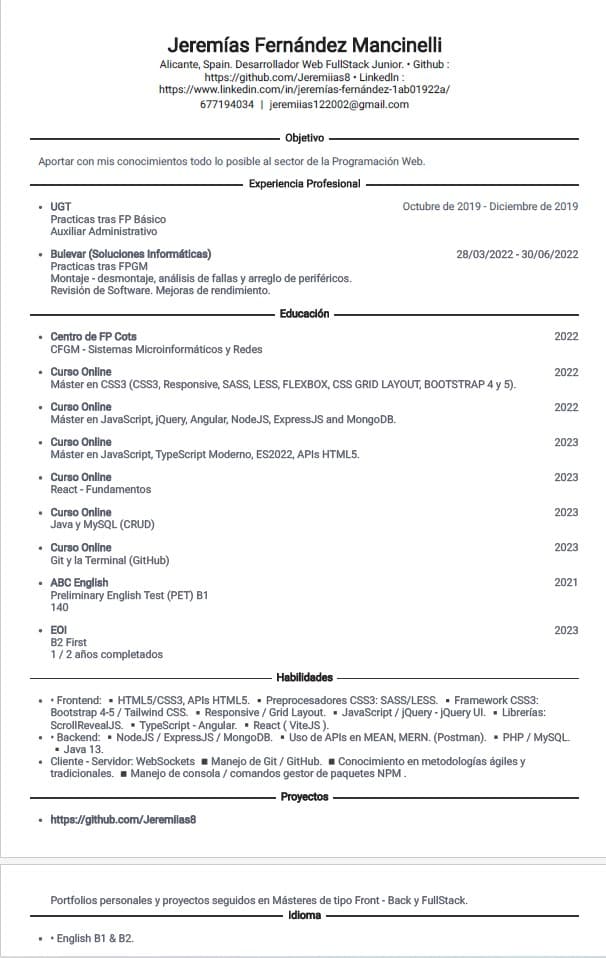 Jeremías Fernández Mancinelli
Alicante, Spain. Desarrollador Web FullStack Junior. • Github :
https://github.com/Jeremiias8 • LinkedIn :
https://www.linkedin.com/in/jeremías-fernández-1ab01922a/
677194034 | jeremiias122002@gmail.com
Objetivo
Aportar con mis conocimientos todo lo posible al sector de la Programación Web.
Experiencia Profesional
• UGT Octubre de 2019 - Diciembre de 2019
Practicas tras FP Básico
Auxiliar Administrativo
• Bulevar (Soluciones Informáticas) 28/03/2022 - 30/06/2022
Practicas tras FPGM
Montaje - desmontaje, análisis de fallas y arreglo de periféricos.
Revisión de Software. Mejoras de rendimiento.
Educación
• Centro de FP Cots 2022
CFGM - Sistemas Microinformáticos y Redes
• Curso Online 2022
Máster en CSS3 (CSS3, Responsive, SASS, LESS, FLEXBOX, CSS GRID LAYOUT, BOOTSTRAP 4 y 5).
• Curso Online 2022
Máster en JavaScript, jQuery, Angular, NodeJS, ExpressJS and MongoDB.
• Curso Online 2023
Máster en JavaScript, TypeScript Moderno, ES2022, APIs HTML5.
• Curso Online 2023
React - Fundamentos
• Curso Online 2023
Java y MySQL (CRUD)
• Curso Online 2023
Git y la Terminal (GitHub)
• ABC English 2021
Preliminary English Test (PET) B1
140
• EOI 2023
B2 First
1 / 2 años completados
Habilidades
• • Frontend: ▪ HTML5/CSS3, APIs HTML5. ▪ Preprocesadores CSS3: SASS/LESS. ▪ Framework CSS3:
Bootstrap 4-5 / Tailwind CSS. ▪ Responsive / Grid Layout. ▪ JavaScript / jQuery - jQuery UI. ▪ Librerías:
ScrollRevealJS. ▪ TypeScript - Angular. ▪ React ( ViteJS ).
• • Backend: ▪ NodeJS / ExpressJS / MongoDB. ▪ Uso de APIs en MEAN, MERN. (Postman). ▪ PHP / MySQL.
▪ Java 13.
• Cliente - Servidor: WebSockets ■ Manejo de Git / GitHub. ■ Conocimiento en metodologías ágiles y
tradicionales. ■ Manejo de consola / comandos gestor de paquetes NPM .
Proyectos
• https://github.com/Jeremiias8
Portfolios personales y proyectos seguidos en Másteres de tipo Front - Back y FullStack.
Idioma
• • English B1 & B2.